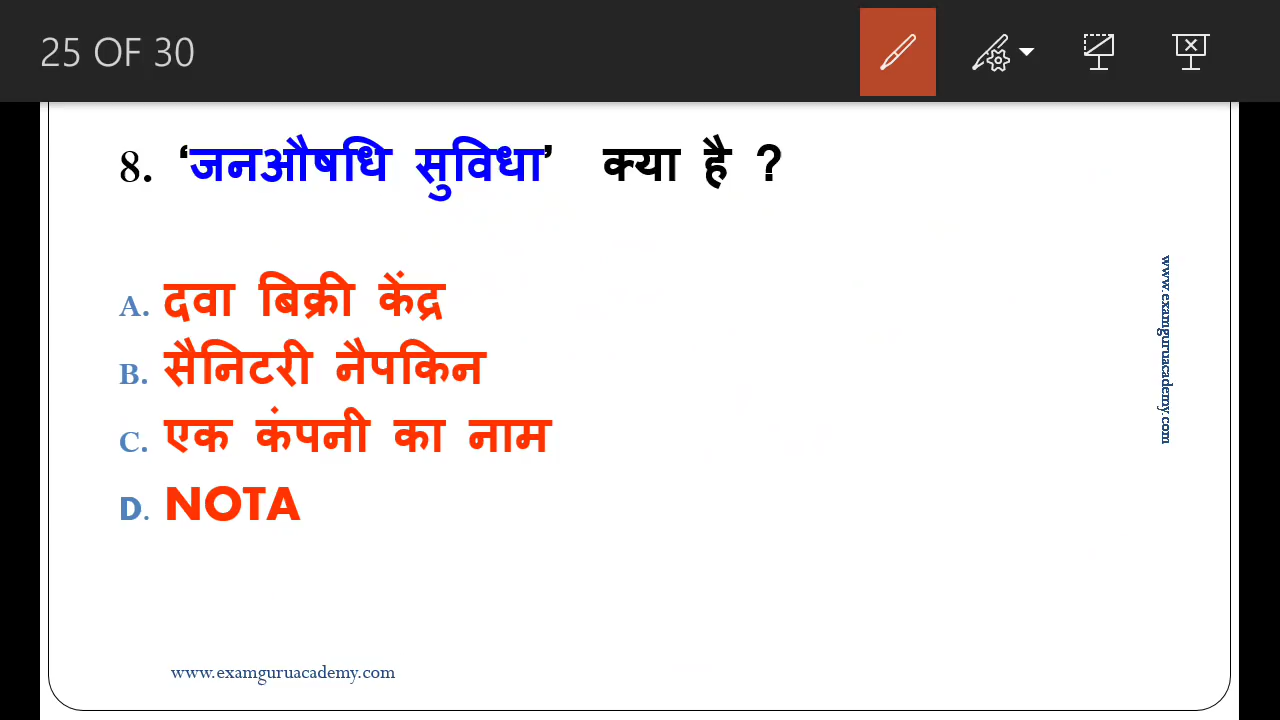 25 OF 30
8. ‘जनऔषधि सुविधा’ क्या है ?
A. दवा बिक्री केंद्र
B. सैनिटरी नैपकिन
C. एक कंपनी का नाम
D. NOTA
www.examguruacademy.com
www.examguruacademy.com